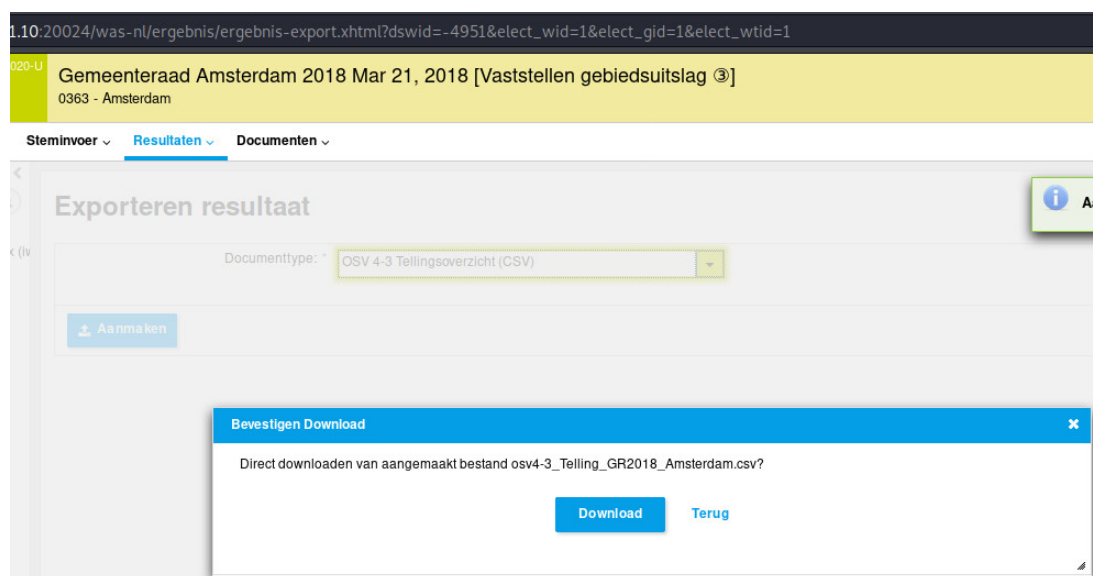 1.10:20024/was-nl/ergebnis/ergebnis-export.xhtml?dswid=-4951&elect_wid=1&elect_gid=1&elect_wtid=1
020-U
Gemeenteraad Amsterdam 2018 Mar 21, 2018 [Vaststellen gebiedsuitslag ③]
0363 - Amsterdam
Steminvoer Resultaten Documenten
Exporteren resultaat
Aa
x (iv
Documenttype: * OSV 4-3 Tellingsoverzicht (CSV)
Aanmaken
Bevestigen Download
Direct downloaden van aangemaakt bestand osv4-3_Telling_GR2018_Amsterdam.csv?
Download Terug